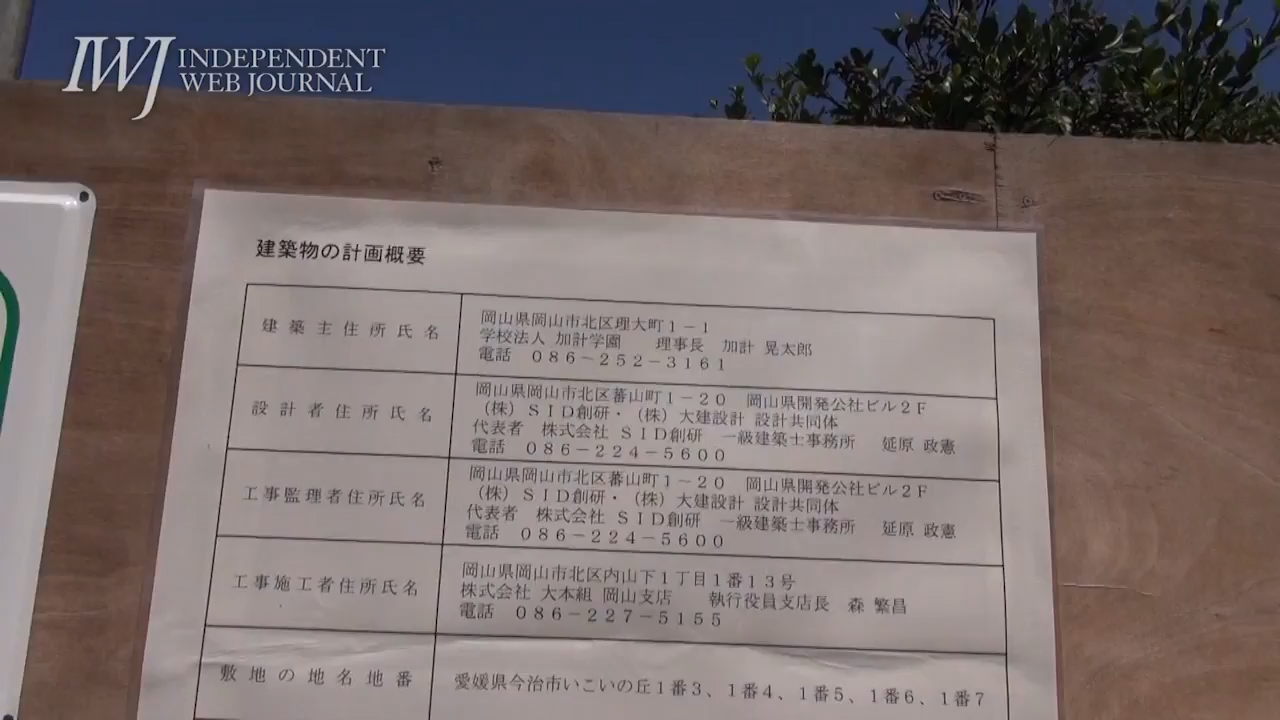 IWJ INDEPENDENT
WEB JOURNAL
建築物の計画概要
建築主住所氏名
岡山県岡山市北区理大町1－1
学校法人 加計学園　　理事長　加計 晃太郎
電話　086－252－3161
設計者住所氏名
岡山県岡山市北区蕃山町1－20　岡山県開発公社ビル2F
（株）SID創研・（株）大建設計 設計共同体
代表者　株式会社 SID創研　一級建築士事務所　延原 政憲
電話　086－224－5600
工事監理者住所氏名
岡山県岡山市北区蕃山町1－20　岡山県開発公社ビル2F
（株）SID創研・（株）大建設計 設計共同体
代表者　株式会社 SID創研　一級建築士事務所　延原 政憲
電話　086－224－5600
工事施工者住所氏名
岡山県岡山市北区内山下1丁目1番13号
株式会社 大本組 岡山支店　　執行役員支店長　森 繁昌
電話　086－227－5155
敷地の地名地番
愛媛県今治市いこいの丘1番3、1番4、1番5、1番6、1番7